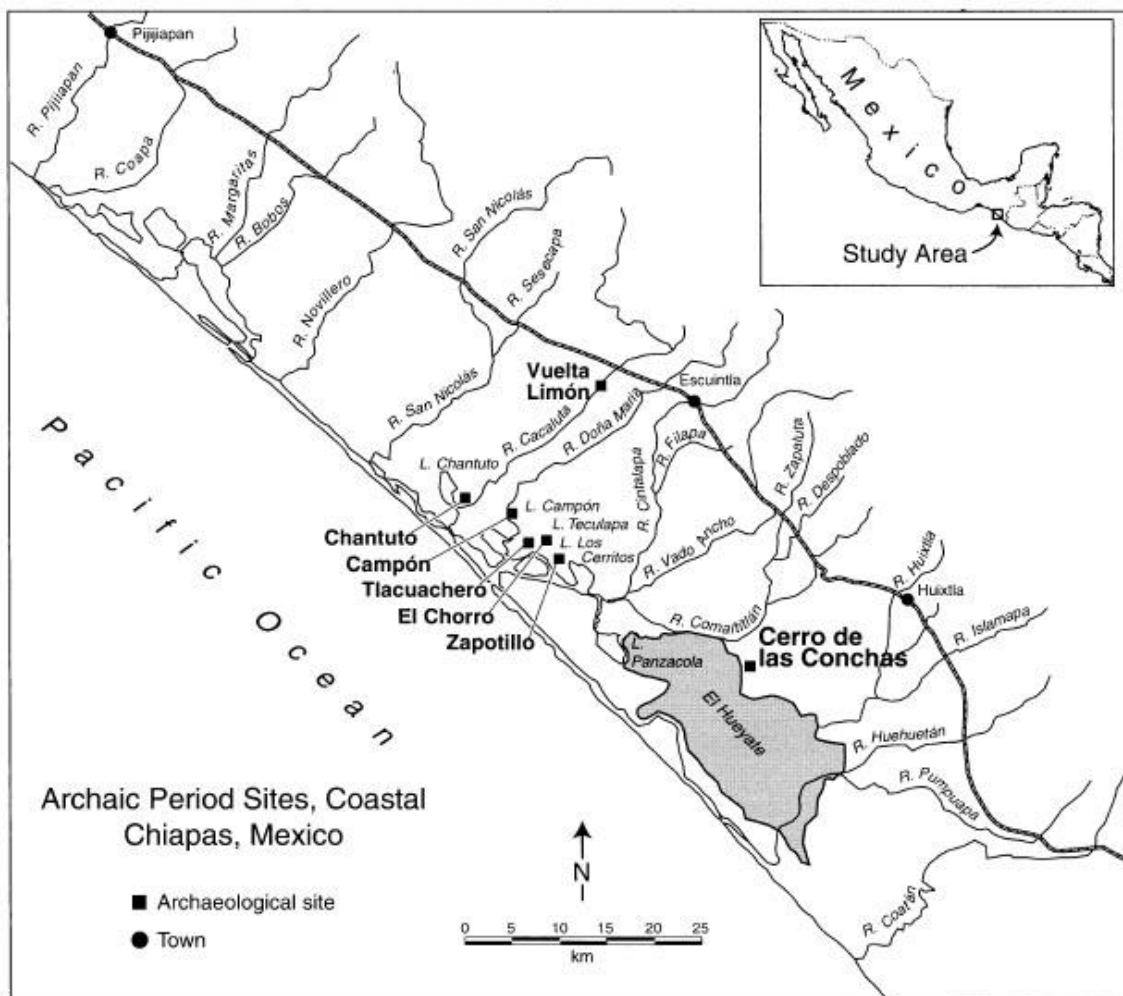 Pijijiapan
R. Pijijiapan
R. Coapa
R. Margaritas
R. Bobos
R. Novillero
R. San Nicolás
R. Sesecapa
R. San Nicolás
Mexico
Study Area
Vuelta
Limón
Escuintla
R. Cacaluta
R. Doña María
R. Cintalapa
R. Filapa
R. Zapaluta
R. Despoblado
L. Chantuto
L. Campón
L. Teculapa
L. Los
Cerritos
R. Vado Ancho
Chantuto
Campón
Tlacuachero
El Chorro
Zapotillo
R. Huixtla
Huixtla
R. Comaltitlán
R. Islamapa
Cerro de
las Conchas
L.
Panzacola
El Hueyate
R. Huehuetán
R. Pumpuapa
R. Coatán
Pacific Ocean
Archaic Period Sites, Coastal
Chiapas, Mexico
Archaeological site
Town
N
0 5 10 15 20 25
km